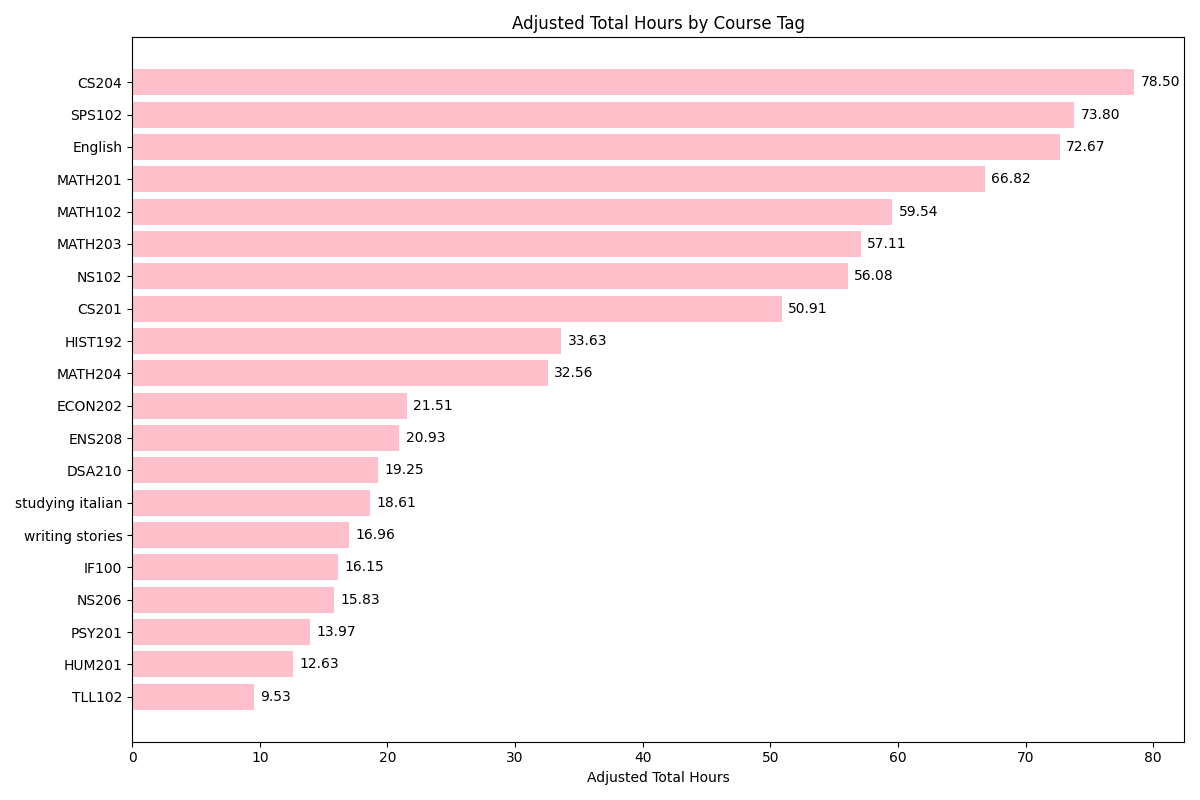 Adjusted Total Hours by Course Tag
CS204 78.50
SPS102 73.80
English 72.67
MATH201 66.82
MATH102 59.54
MATH203 57.11
NS102 56.08
CS201 50.91
HIST192 33.63
MATH204 32.56
ECON202 21.51
ENS208 20.93
DSA210 19.25
studying italian 18.61
writing stories 16.96
IF100 16.15
NS206 15.83
PSY201 13.97
HUM201 12.63
TLL102 9.53
0 10 20 30 40 50 60 70 80
Adjusted Total Hours